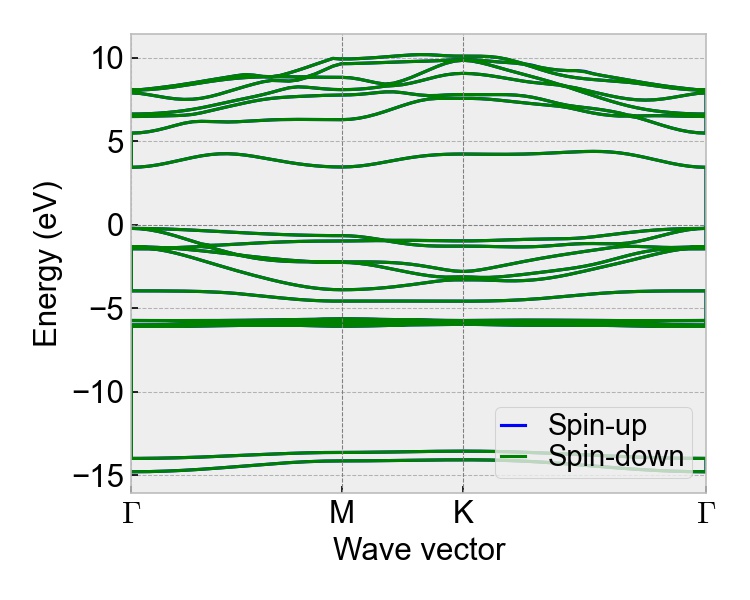 10
5
0
−5
−10
−15
Energy (eV)
Spin-up
Spin-down
Γ M K Γ
Wave vector